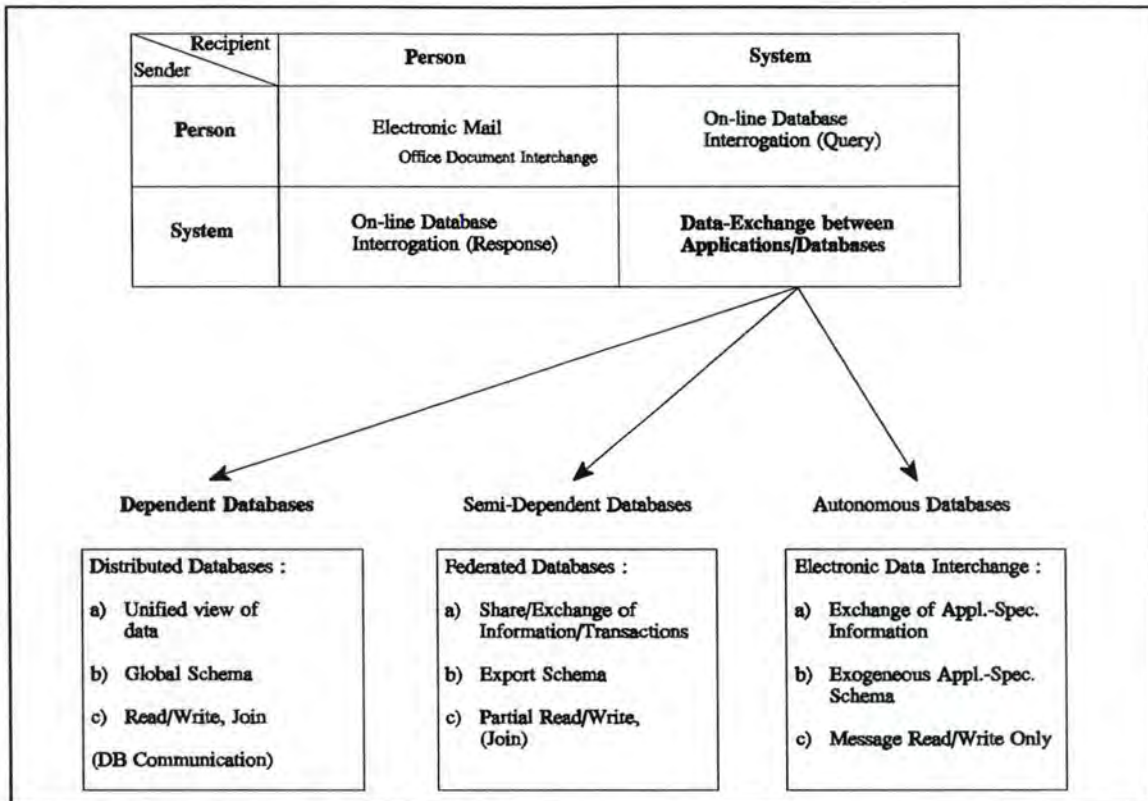 Recipient
Sender
Person
System
Person
Electronic Mail
Office Document Interchange
On-line Database
Interrogation (Query)
System
On-line Database
Interrogation (Response)
Data-Exchange between
Applications/Databases
Dependent Databases
Semi-Dependent Databases
Autonomous Databases
Distributed Databases :
a) Unified view of
data
b) Global Schema
c) Read/Write, Join
(DB Communication)
Federated Databases :
a) Share/Exchange of
Information/Transactions
b) Export Schema
c) Partial Read/Write,
(Join)
Electronic Data Interchange :
a) Exchange of Appl.-Spec.
Information
b) Exogeneous Appl.-Spec.
Schema
c) Message Read/Write Only